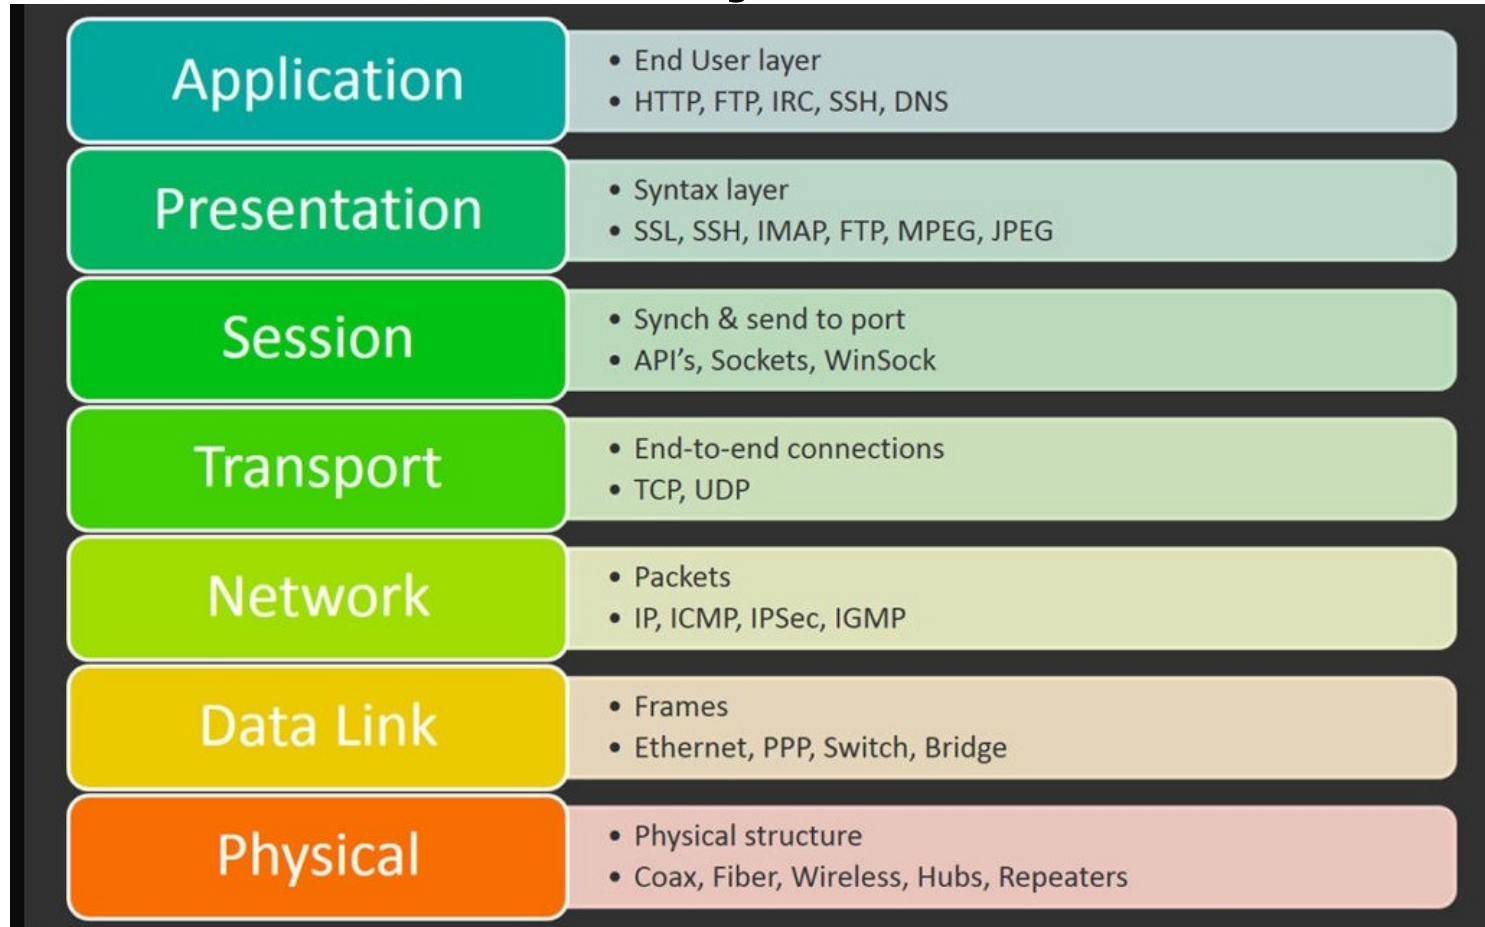 Application
• End User layer
• HTTP, FTP, IRC, SSH, DNS
Presentation
• Syntax layer
• SSL, SSH, IMAP, FTP, MPEG, JPEG
Session
• Synch & send to port
• API’s, Sockets, WinSock
Transport
• End-to-end connections
• TCP, UDP
Network
• Packets
• IP, ICMP, IPSec, IGMP
Data Link
• Frames
• Ethernet, PPP, Switch, Bridge
Physical
• Physical structure
• Coax, Fiber, Wireless, Hubs, Repeaters